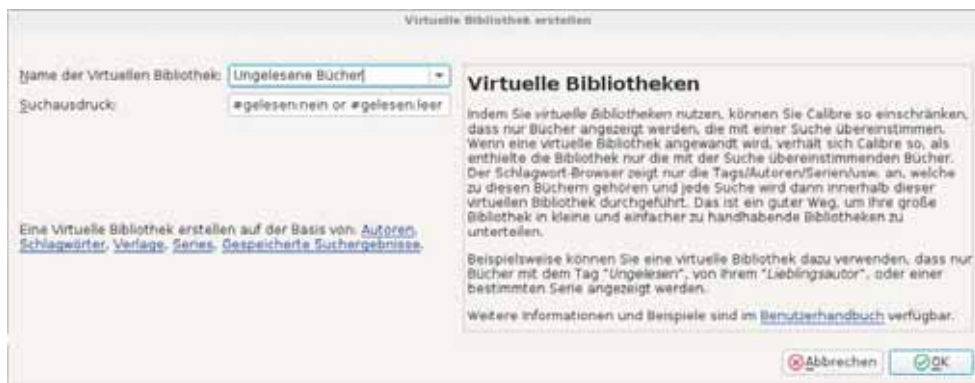 Virtuelle Bibliothek erstellen
Name der Virtuellen Bibliothek: Ungelesene Bücher
Suchausdruck: #gelesen:nein or #gelesen:leer
Eine Virtuelle Bibliothek erstellen auf der Basis von: Autoren,
Schlagwörter, Verlage, Series, Gespeicherte Suchergebnisse.
Virtuelle Bibliotheken
Indem Sie virtuelle Bibliotheken nutzen, können Sie Calibre so einschränken,
dass nur Bücher angezeigt werden, die mit einer Suche übereinstimmen.
Wenn eine virtuelle Bibliothek angewandt wird, verhält sich Calibre so, als
enthielte die Bibliothek nur die mit der Suche übereinstimmenden Bücher.
Der Schlagwort-Browser zeigt nur die Tags/Autoren/Serien/usw. an, welche
zu diesen Büchern gehören und jede Suche wird dann innerhalb dieser
virtuellen Bibliothek durchgeführt. Das ist ein guter Weg, um Ihre große
Bibliothek in kleine und einfacher zu handhabende Bibliotheken zu
unterteilen.
Beispielsweise können Sie eine virtuelle Bibliothek dazu verwenden, dass nur
Bücher mit dem Tag "Ungelesen", von Ihrem "Lieblingsautor", oder einer
bestimmten Serie angezeigt werden.
Weitere Informationen und Beispiele sind im Benutzerhandbuch verfügbar.
Abbrechen OK